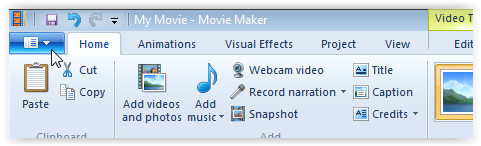 My Movie - Movie Maker
Video T
Home Animations Visual Effects Project View Edi
Cut
Copy
Paste
Add videos
and photos
Add
music
Webcam video
Record narration
Snapshot
Title
Caption
Credits
Clipboard
Add